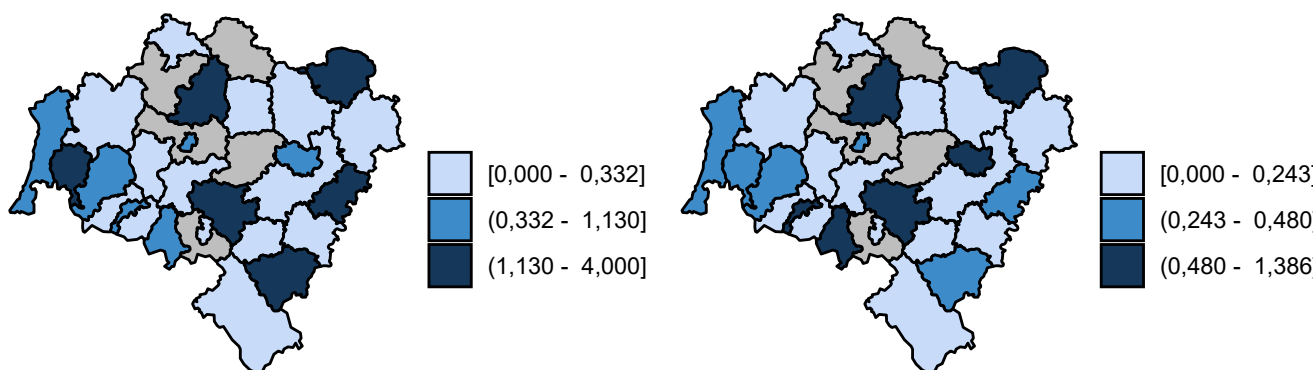 [0,000 - 0,332]
(0,332 - 1,130]
(1,130 - 4,000]
[0,000 - 0,243]
(0,243 - 0,480]
(0,480 - 1,386]